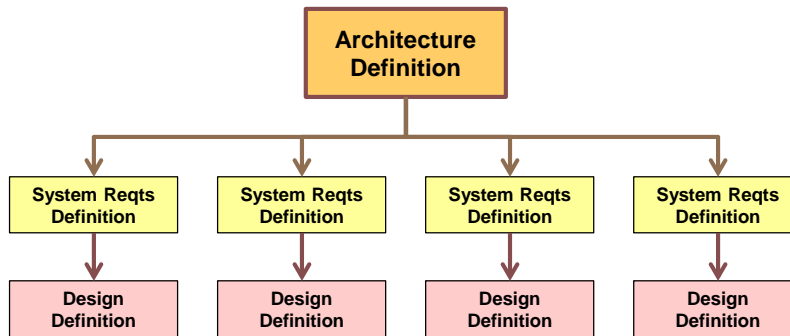 Architecture
Definition
System Reqts
Definition
System Reqts
Definition
System Reqts
Definition
System Reqts
Definition
Design
Definition
Design
Definition
Design
Definition
Design
Definition